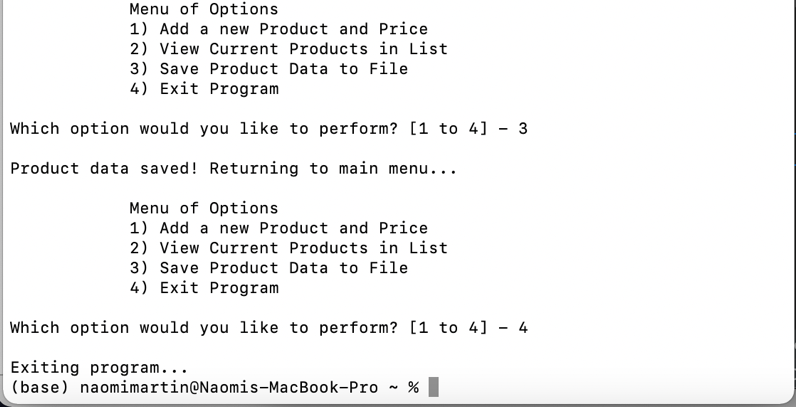 Menu of Options
1) Add a new Product and Price
2) View Current Products in List
3) Save Product Data to File
4) Exit Program
Which option would you like to perform? [1 to 4] – 3
Product data saved! Returning to main menu...
Menu of Options
1) Add a new Product and Price
2) View Current Products in List
3) Save Product Data to File
4) Exit Program
Which option would you like to perform? [1 to 4] – 4
Exiting program...
(base) naomimartin@Naomis-MacBook-Pro ~ %